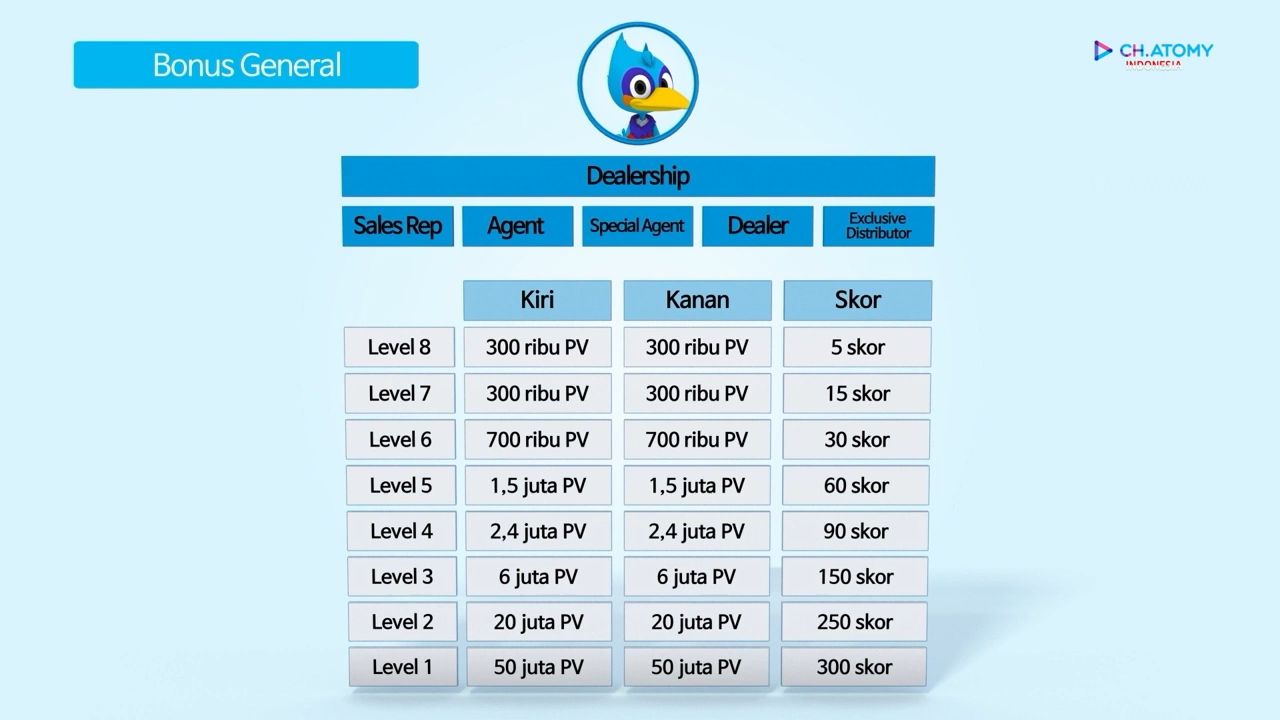 Bonus General
CH.ATOMY
INDONESIA
Dealership
Sales Rep
Agent
Special Agent
Dealer
Exclusive
Distributor
Kiri
Kanan
Skor
Level 8
300 ribu PV
300 ribu PV
5 skor
Level 7
300 ribu PV
300 ribu PV
15 skor
Level 6
700 ribu PV
700 ribu PV
30 skor
Level 5
1,5 juta PV
1,5 juta PV
60 skor
Level 4
2,4 juta PV
2,4 juta PV
90 skor
Level 3
6 juta PV
6 juta PV
150 skor
Level 2
20 juta PV
20 juta PV
250 skor
Level 1
50 juta PV
50 juta PV
300 skor